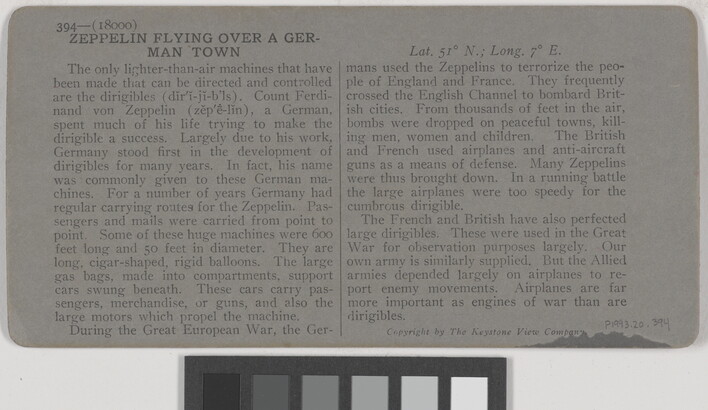 394—(18000)
ZEPPELIN FLYING OVER A GER-
MAN TOWN
The only lighter-than-air machines that have
been made that can be directed and controlled
are the dirigibles (dĭr'ĭ-jĭ-b'ls). Count Ferdi-
nand von Zeppelin (zĕp'ĕ-lĭn), a German,
spent much of his life trying to make the
dirigible a success. Largely due to his work,
Germany stood first in the development of
dirigibles for many years. In fact, his name
was commonly given to these German ma-
chines. For a number of years Germany had
regular carrying routes for the Zeppelin. Pas-
sengers and mails were carried from point to
point. Some of these huge machines were 600
feet long and 50 feet in diameter. They are
long, cigar-shaped, rigid balloons. The large
gas bags, made into compartments, support
cars swung beneath. These cars carry pas-
sengers, merchandise, or guns, and also the
large motors which propel the machine.
During the Great European War, the Ger-
Lat. 51° N.; Long. 7° E.
mans used the Zeppelins to terrorize the peo-
ple of England and France. They frequently
crossed the English Channel to bombard Brit-
ish cities. From thousands of feet in the air,
bombs were dropped on peaceful towns, kill-
ing men, women and children. The British
and French used airplanes and anti-aircraft
guns as a means of defense. Many Zeppelins
were thus brought down. In a running battle
the large airplanes were too speedy for the
cumbrous dirigible.
The French and British have also perfected
large dirigibles. These were used in the Great
War for observation purposes largely. Our
own army is similarly supplied. But the Allied
armies depended largely on airplanes to re-
port enemy movements. Airplanes are far
more important as engines of war than are
dirigibles.
Copyright by The Keystone View Company
P1993.20.394